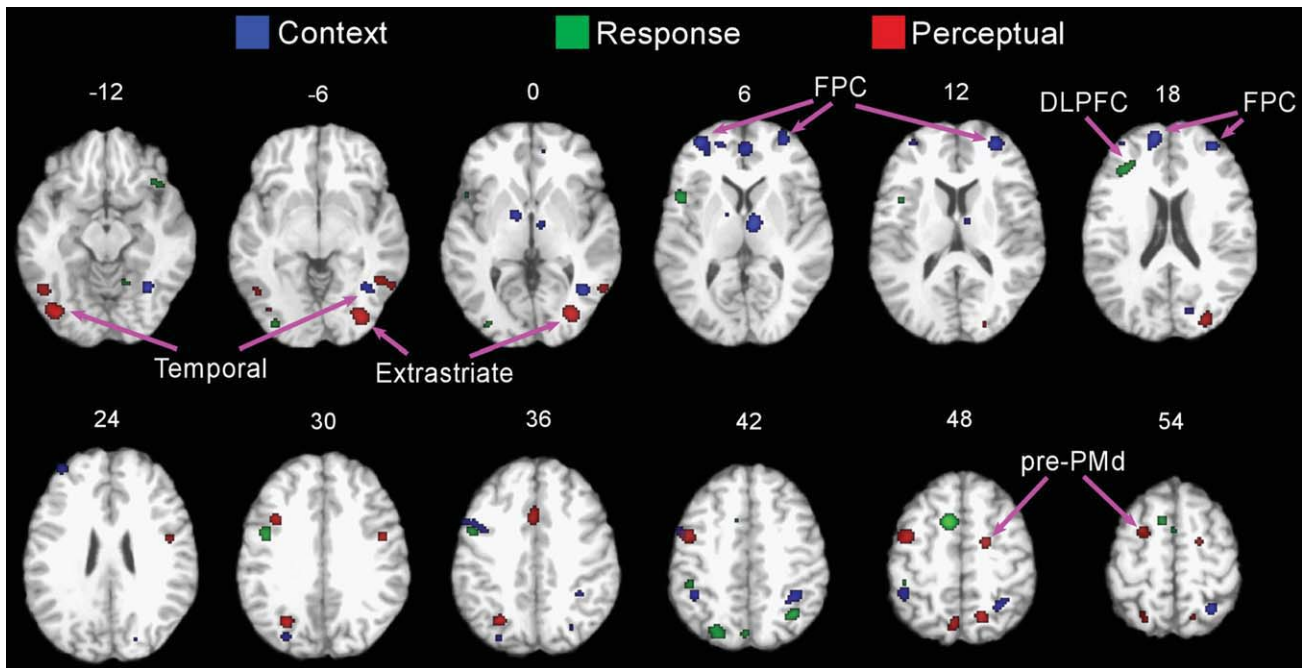 Context Response Perceptual
-12 -6 0 6 FPC 12 DLPFC 18 FPC
Temporal Extrastriate
24 30 36 42 48 54
pre-PMd